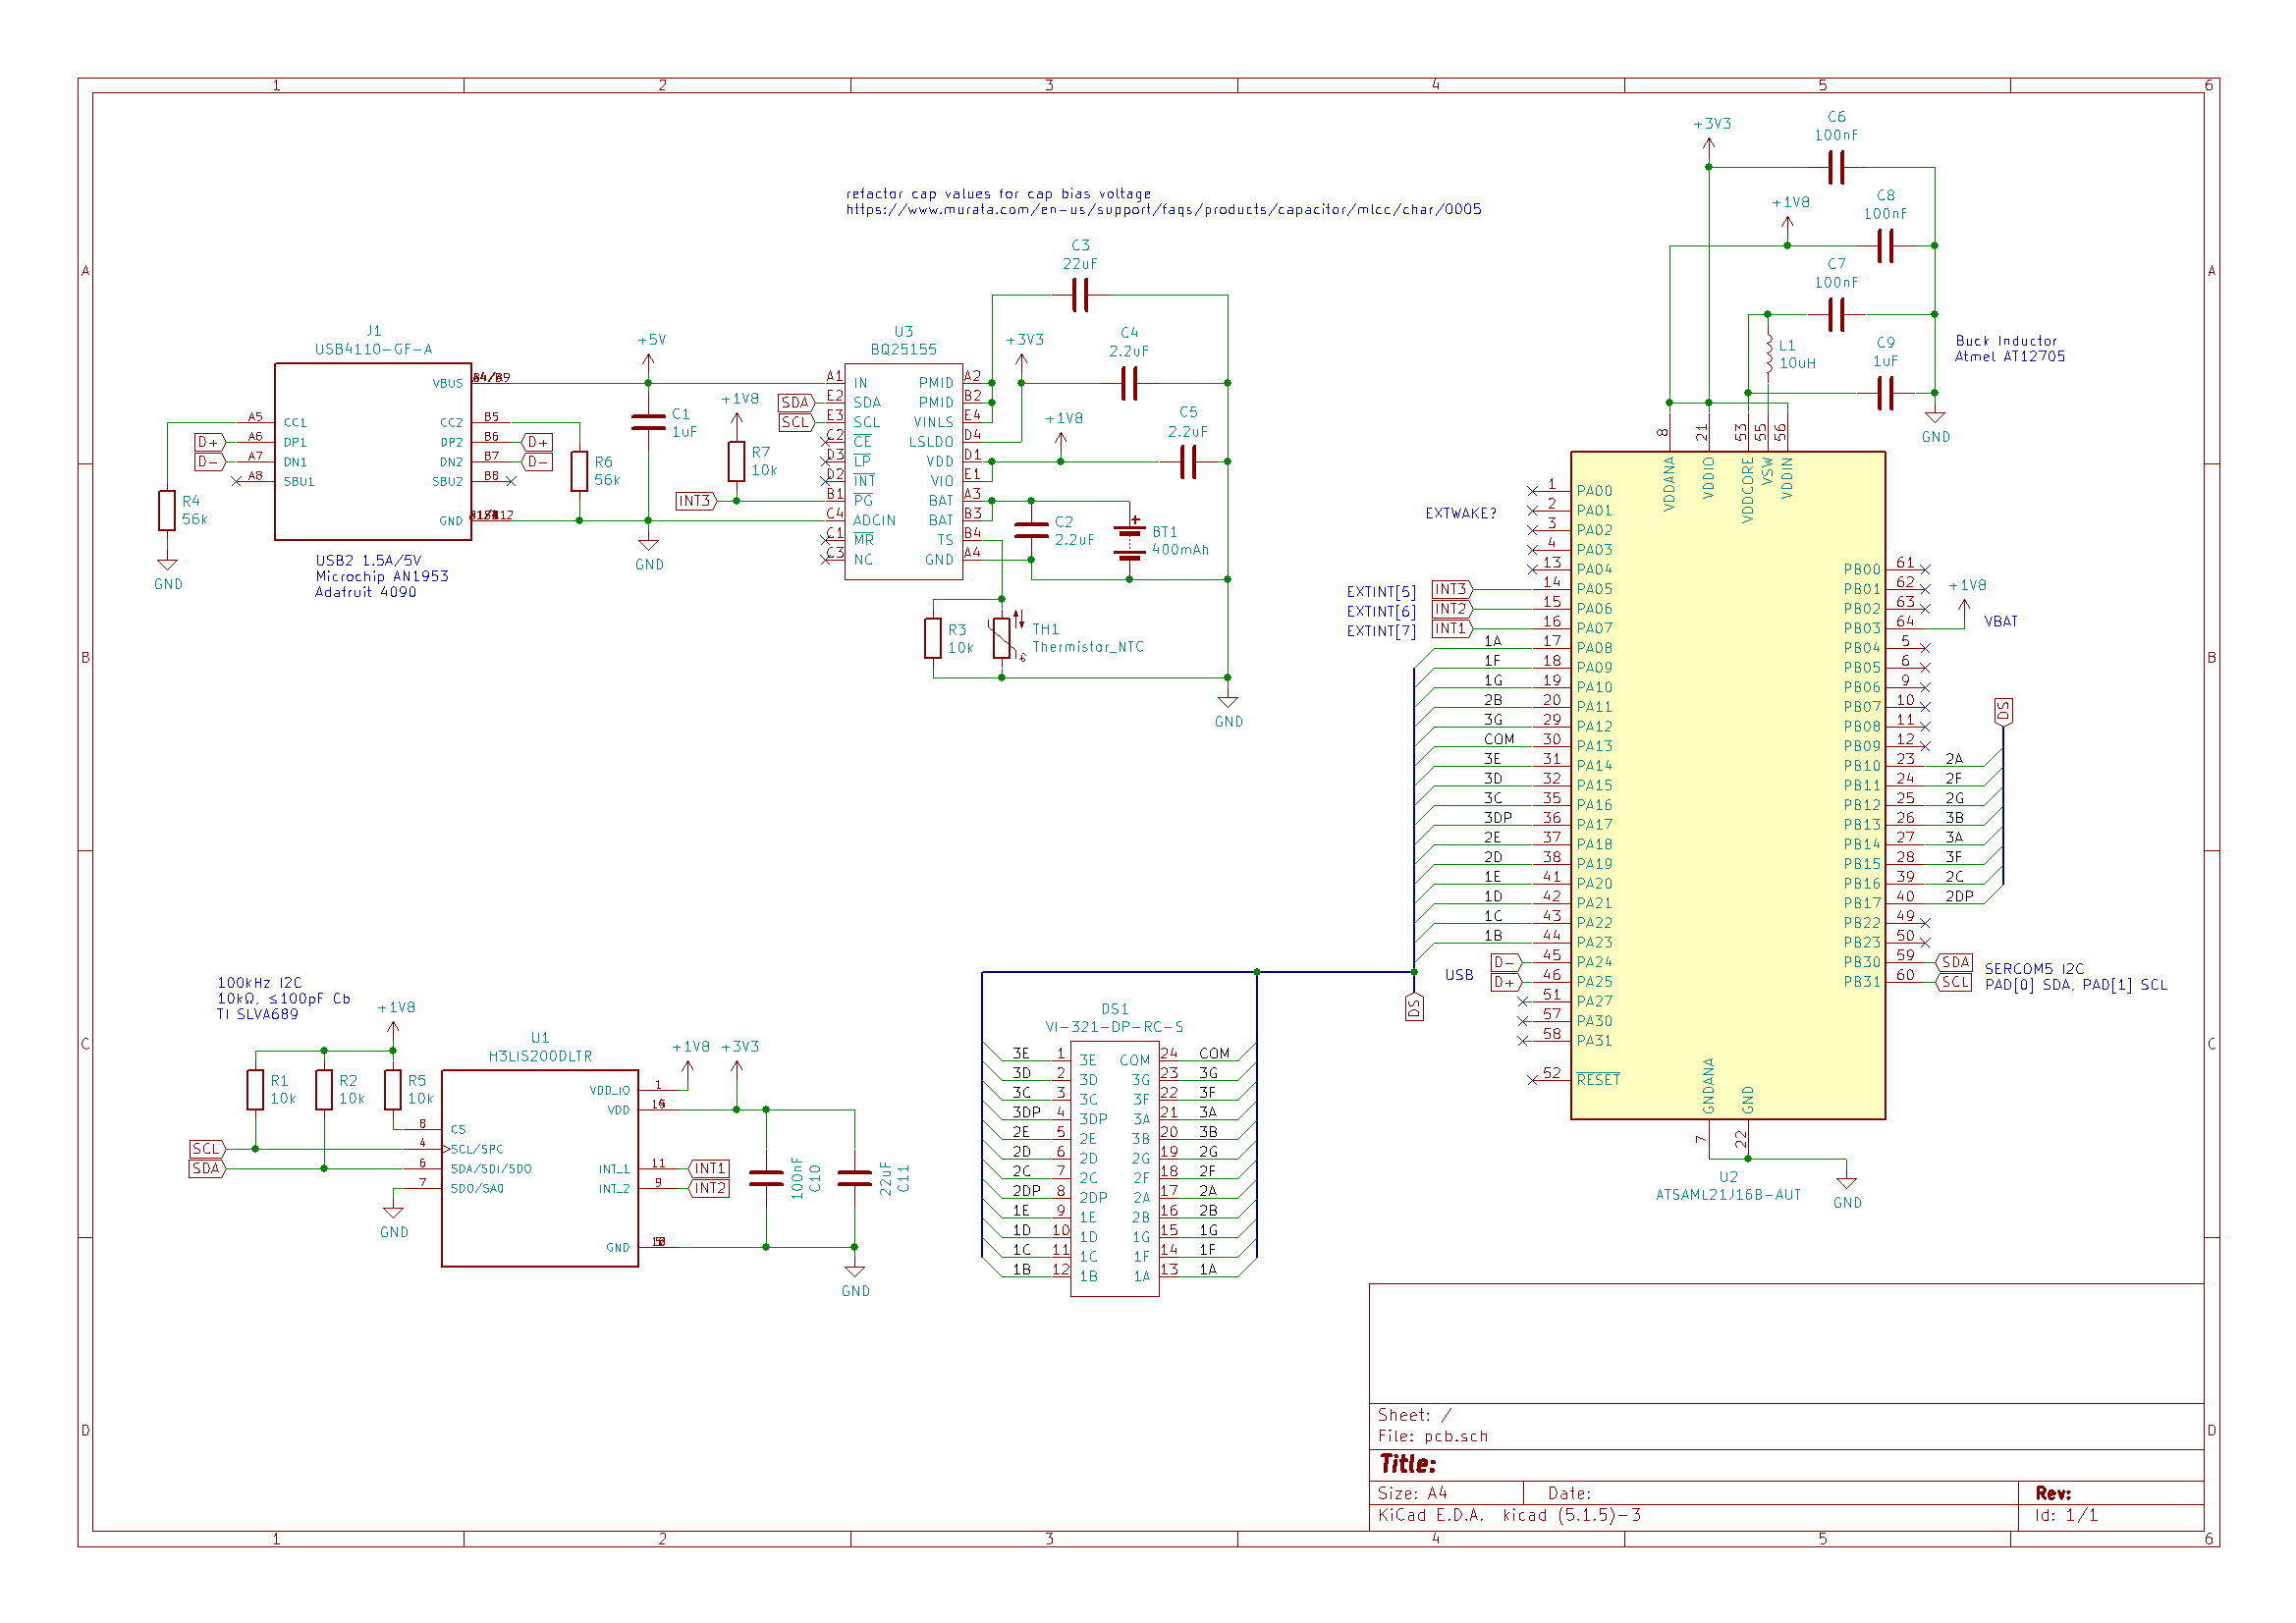 1 2 3 4 5 6
A
B
C
D
J1
USB4110-GF-A
VBUS
A5 CC1 CC2 B5
D+ A6 DP1 DP2 B6 D+
D- A7 DN1 DN2 B7 D-
A8 SBU1 SBU2 B8
GND
R4
56k
GND
R6
56k
USB2 1.5A/5V
Microchip AN1953
Adafruit 4090
+5V
C1
1uF
GND
+1V8
R7
10k
INT3
SDA
SCL
refactor cap values for cap bias voltage
https://www.murata.com/en-us/support/faqs/products/capacitor/mlcc/char/0005
U3
BQ25155
A1 IN PMID A2
E2 SDA PMID B2
E3 SCL VINLS E4
C2 CE LSLDO D4
D3 LP VDD D1
D2 INT VIO E1
B1 PG BAT A3
C4 ADCIN BAT B3
C1 MR TS B4
C3 NC GND A4
C3
22uF
+3V3
C4
2.2uF
+1V8
C5
2.2uF
C2
2.2uF
BT1
400mAh
R3
10k
TH1
Thermistor_NTC
GND
+3V3
C6
100nF
+1V8
C8
100nF
C7
100nF
L1
10uH
C9
1uF
Buck Inductor
Atmel AT12705
GND
8 21 53 55 56
VDDANA VDDIO VDDCORE VSW VDDIN
EXTWAKE?
1 PA00
2 PA01
3 PA02
4 PA03
13 PA04
EXTINT[5] INT3 14 PA05
EXTINT[6] INT2 15 PA06
EXTINT[7] INT1 16 PA07
1A 17 PA08
1F 18 PA09
1G 19 PA10
2B 20 PA11
3G 29 PA12
COM 30 PA13
3E 31 PA14
3D 32 PA15
3C 35 PA16
3DP 36 PA17
2E 37 PA18
2D 38 PA19
1E 41 PA20
1D 42 PA21
1C 43 PA22
1B 44 PA23
USB
D- 45 PA24
D+ 46 PA25
51 PA27
57 PA30
58 PA31
52 RESET
DS
PB00 61
PB01 62
PB02 63
PB03 64
+1V8
VBAT
PB04 5
PB05 6
PB06 9
PB07 10
PB08 11
PB09 12
DS
PB10 23 2A
PB11 24 2F
PB12 25 2G
PB13 26 3B
PB14 27 3A
PB15 28 3F
PB16 39 2C
PB17 40 2DP
PB22 49
PB23 50
PB30 59 SDA
PB31 60 SCL
SERCOM5 I2C
PAD[0] SDA, PAD[1] SCL
GNDANA GND
7 22
U2
ATSAML21J16B-AUT
GND
100kHz I2C
10kΩ, ≤100pF Cb
TI SLVA689
+1V8
R1
10k
R2
10k
R5
10k
SCL
SDA
GND
U1
H3LIS200DLTR
VDD_IO 1
VDD
8 CS
4 SCL/SPC
6 SDA/SDI/SDO INT_1 11 INT1
7 SDO/SA0 INT_2 9 INT2
GND
+1V8 +3V3
100nF
C10
22uF
C11
GND
DS1
VI-321-DP-RC-S
3E 1 3E COM 24 COM
3D 2 3D 3G 23 3G
3C 3 3C 3F 22 3F
3DP 4 3DP 3A 21 3A
2E 5 2E 3B 20 3B
2D 6 2D 2G 19 2G
2C 7 2C 2F 18 2F
2DP 8 2DP 2A 17 2A
1E 9 1E 2B 16 2B
1D 10 1D 1G 15 1G
1C 11 1C 1F 14 1F
1B 12 1B 1A 13 1A
Sheet: /
File: pcb.sch
Title:
Size: A4 Date: Rev:
KiCad E.D.A. kicad (5.1.5)-3 Id: 1/1
A
B
C
D
1 2 3 4 5 6